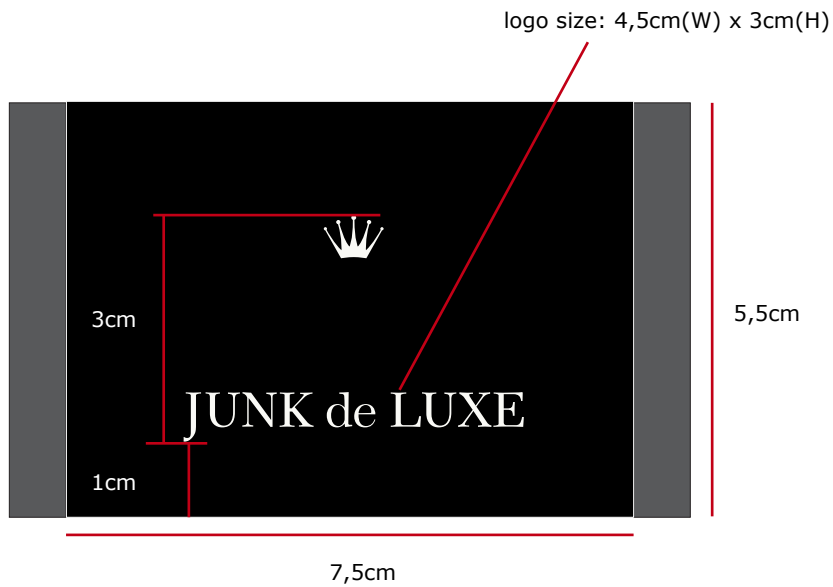 logo size: 4,5cm(W) x 3cm(H)
3cm
5,5cm
JUNK de LUXE
1cm
7,5cm